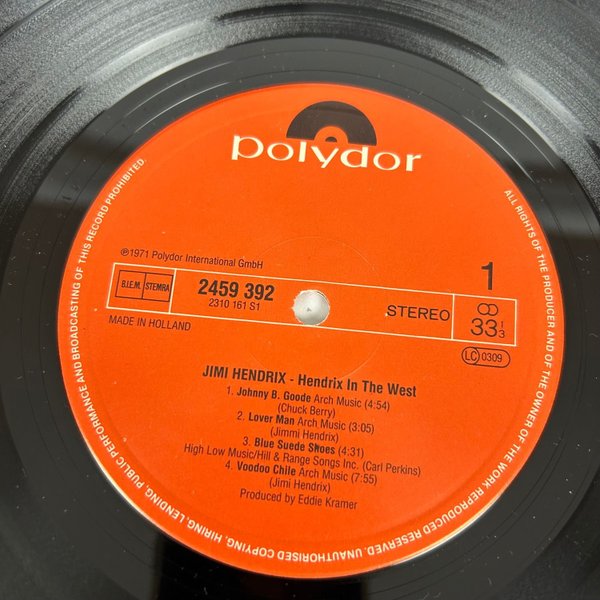 polydor
℗1971 Polydor International GmbH
1
B.I.E.M. STEMRA
2459 392
2310 161 S1
STEREO
33 1/3
MADE IN HOLLAND
LC 0309
JIMI HENDRIX - Hendrix In The West
1. Johnny B. Goode Arch Music (4:54)
(Chuck Berry)
2. Lover Man Arch Music (3:05)
(Jimmi Hendrix)
3. Blue Suede Shoes (4:31)
High Low Music/Hill & Range Songs Inc. (Carl Perkins)
4. Voodoo Chile Arch Music (7:55)
(Jimi Hendrix)
Produced by Eddie Kramer
ALL RIGHTS OF THE PRODUCER AND OF THE OWNER OF THE WORK REPRODUCED RESERVED. UNAUTHORISED COPYING, HIRING, LENDING, PUBLIC PERFORMANCE AND BROADCASTING OF THIS RECORD PROHIBITED.